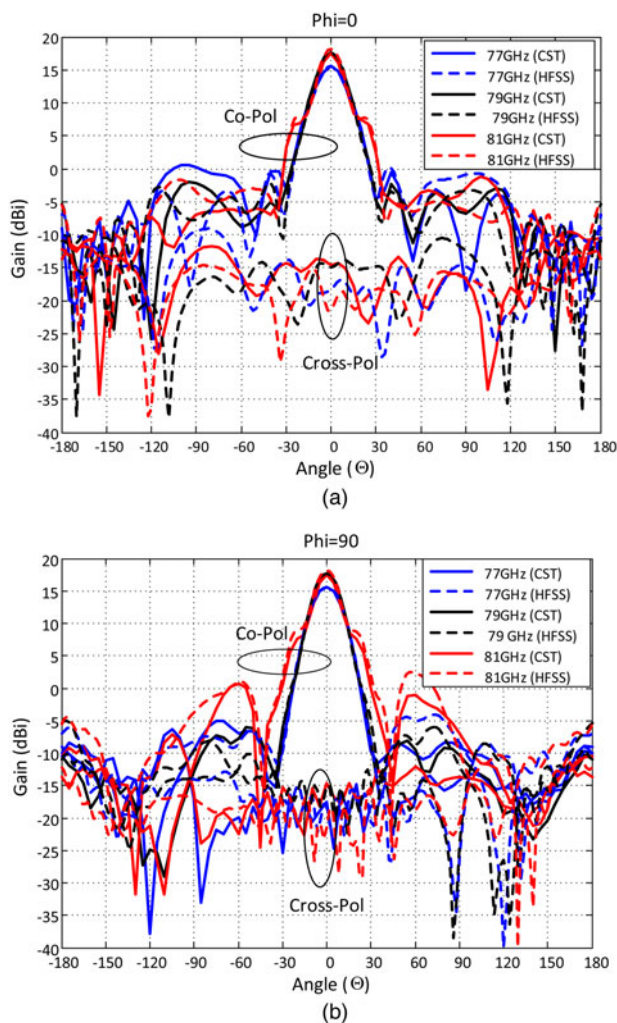 Phi=0
20
15
10
5
0
-5
-10
-15
-20
-25
-30
-35
-40
Gain (dBi)
77GHz (CST)
77GHz (HFSS)
79GHz (CST)
79GHz (HFSS)
81GHz (CST)
81GHz (HFSS)
Co-Pol
Cross-Pol
-180 -150 -120 -90 -60 -30 0 30 60 90 120 150 180
Angle (Θ)
(a)
Phi=90
20
15
10
5
0
-5
-10
-15
-20
-25
-30
-35
-40
Gain (dBi)
77GHz (CST)
77GHz (HFSS)
79GHz (CST)
79 GHz (HFSS)
81GHz (CST)
81GHz (HFSS)
Co-Pol
Cross-Pol
-180 -150 -120 -90 -60 -30 0 30 60 90 120 150 180
Angle (Θ)
(b)